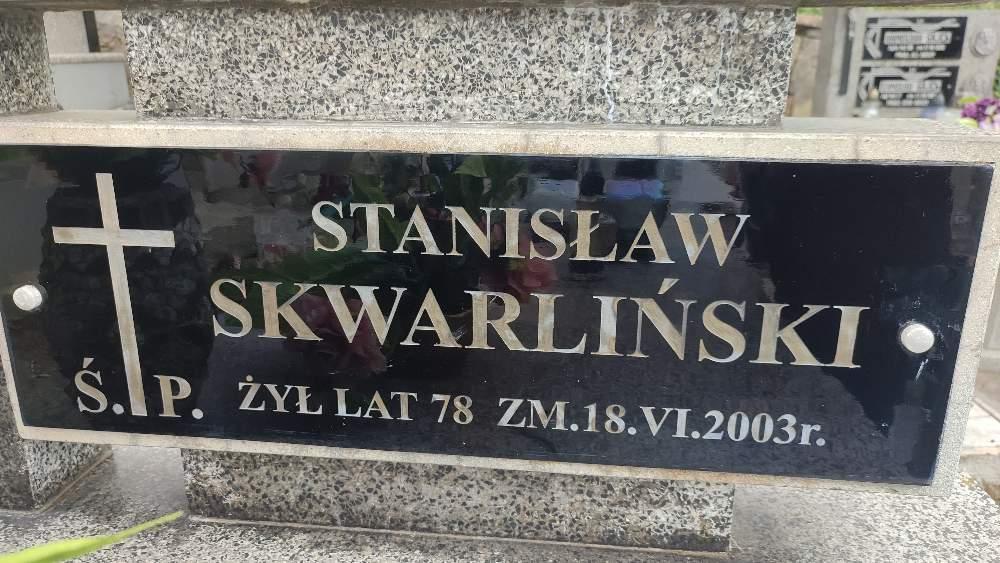 STANISŁAW
SKWARLIŃSKI
Ś. P. ŻYŁ LAT 78 ZM.18.VI.2003r.